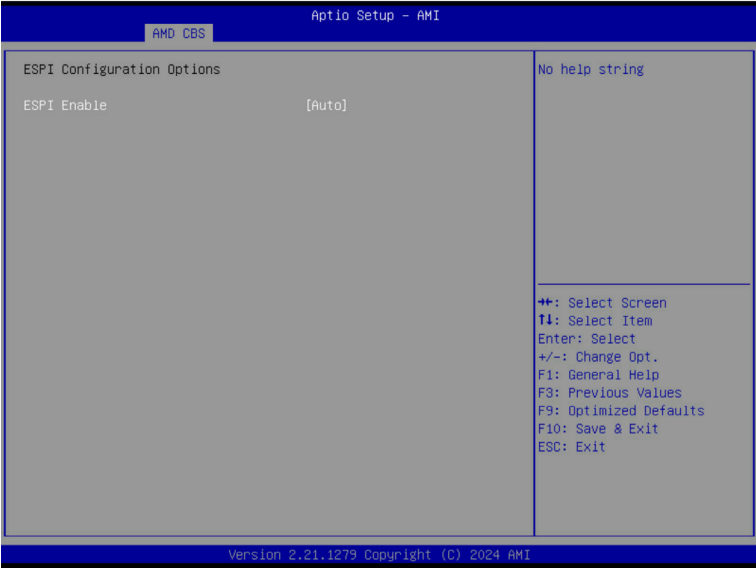 Aptio Setup – AMI
AMD CBS
ESPI Configuration Options
ESPI Enable [Auto]
No help string
→←: Select Screen
↑↓: Select Item
Enter: Select
+/-: Change Opt.
F1: General Help
F3: Previous Values
F9: Optimized Defaults
F10: Save & Exit
ESC: Exit
Version 2.21.1279 Copyright (C) 2024 AMI